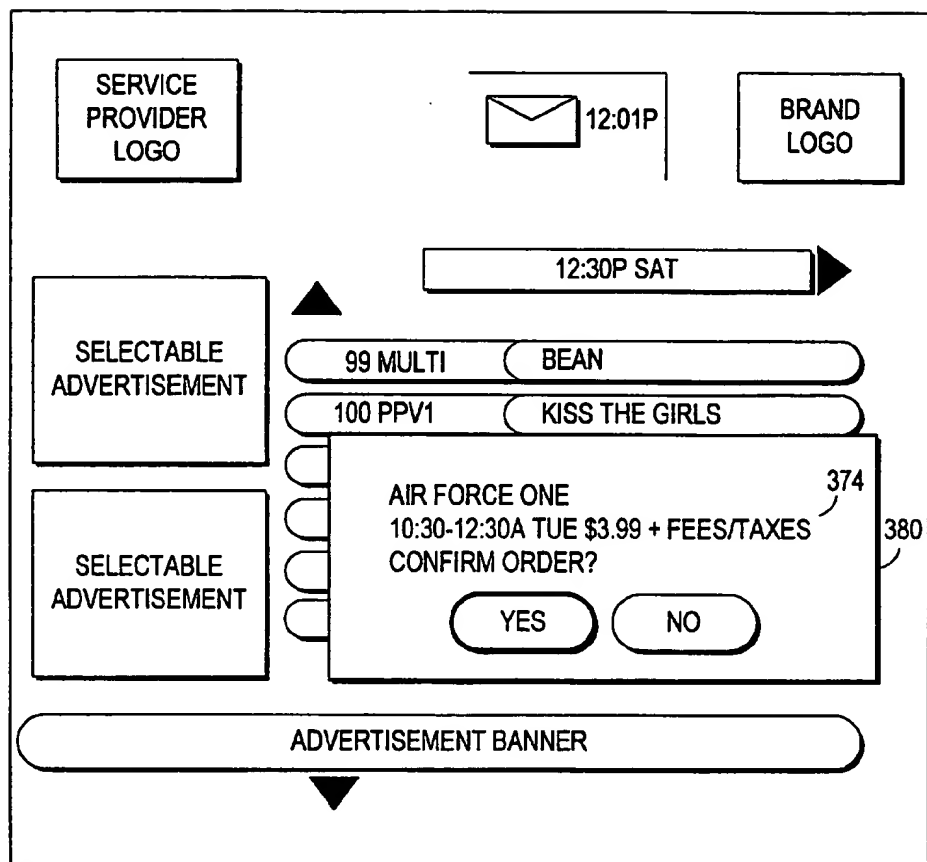 SERVICE
PROVIDER
LOGO
12:01P
BRAND
LOGO
12:30P SAT
SELECTABLE
ADVERTISEMENT
99 MULTI BEAN
100 PPV1 KISS THE GIRLS
AIR FORCE ONE
374
10:30-12:30A TUE $3.99 + FEES/TAXES
380
CONFIRM ORDER?
YES NO
SELECTABLE
ADVERTISEMENT
ADVERTISEMENT BANNER